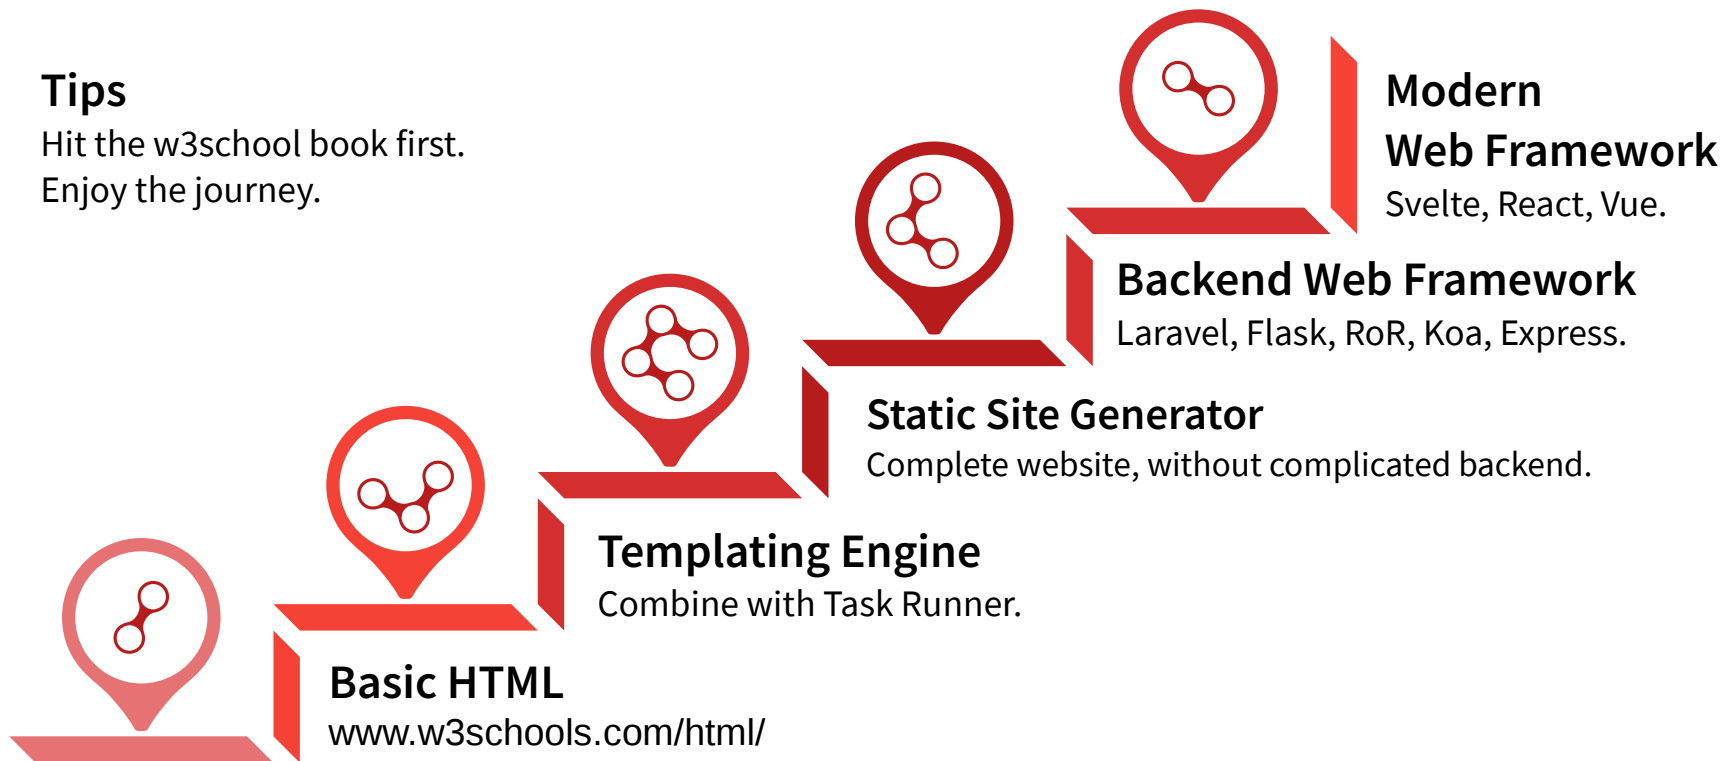 Tips
Hit the w3school book first.
Enjoy the journey.
Modern
Web Framework
Svelte, React, Vue.
Backend Web Framework
Laravel, Flask, RoR, Koa, Express.
Static Site Generator
Complete website, without complicated backend.
Templating Engine
Combine with Task Runner.
Basic HTML
www.w3schools.com/html/